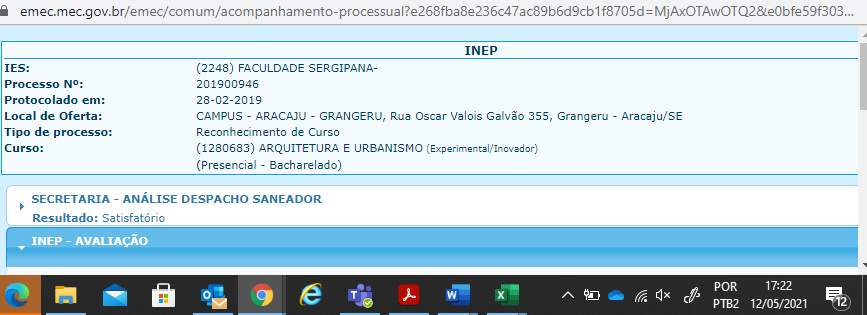 emec.mec.gov.br/emec/comum/acompanhamento-processual?e268fba8e236c47ac89b6d9cb1f8705d=MjAxOTAwOTQ2&e0bfe59f303...
INEP
IES: (2248) FACULDADE SERGIPANA-
Processo Nº: 201900946
Protocolado em: 28-02-2019
Local de Oferta: CAMPUS - ARACAJU - GRANGERU, Rua Oscar Valois Galvão 355, Grangeru - Aracaju/SE
Tipo de processo: Reconhecimento de Curso
Curso: (1280683) ARQUITETURA E URBANISMO (Experimental/Inovador)
(Presencial - Bacharelado)
SECRETARIA - ANÁLISE DESPACHO SANEADOR
Resultado: Satisfatório
INEP - AVALIAÇÃO
POR 17:22
PTB2 12/05/2021 12